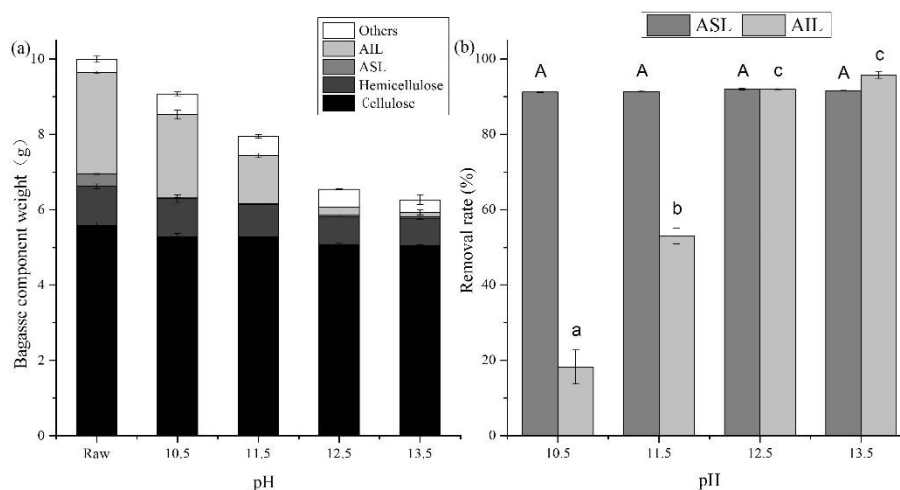 (a)
Others
AIL
ASL
Hemicellulose
Cellulose
10
8
6
4
2
0
Bagasse component weight（g）
Raw
10.5
11.5
12.5
13.5
pH
(b)
ASL
AIL
100
80
60
40
20
0
Removal rate (%)
A
a
A
b
A
c
A
c
10.5
11.5
12.5
13.5
pH